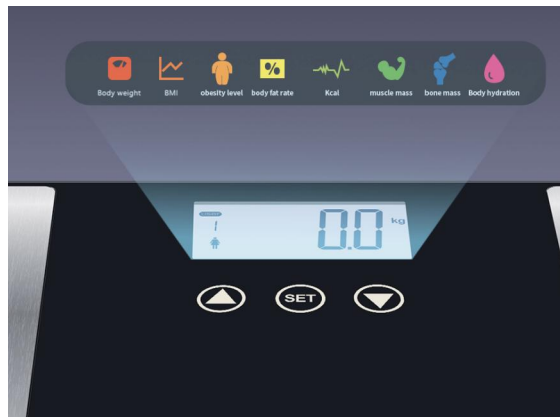 Body weight BMI obesity level body fat rate Kcal muscle mass bone mass Body hydration
1 0.0 kg
SET